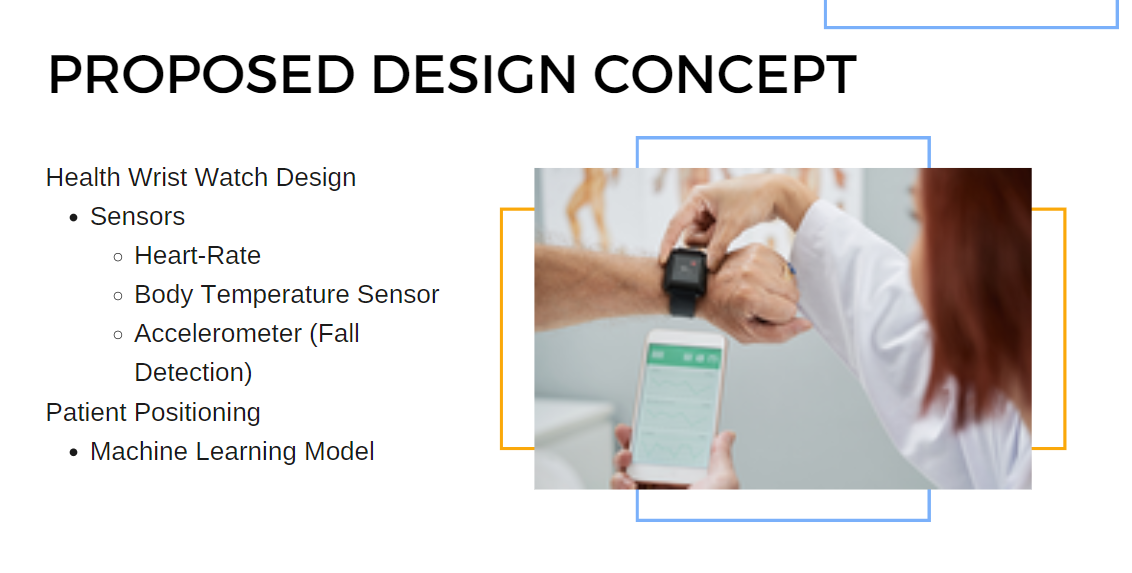 PROPOSED DESIGN CONCEPT
Health Wrist Watch Design
Sensors
Heart-Rate
Body Temperature Sensor
Accelerometer (Fall
Detection)
Patient Positioning
Machine Learning Model